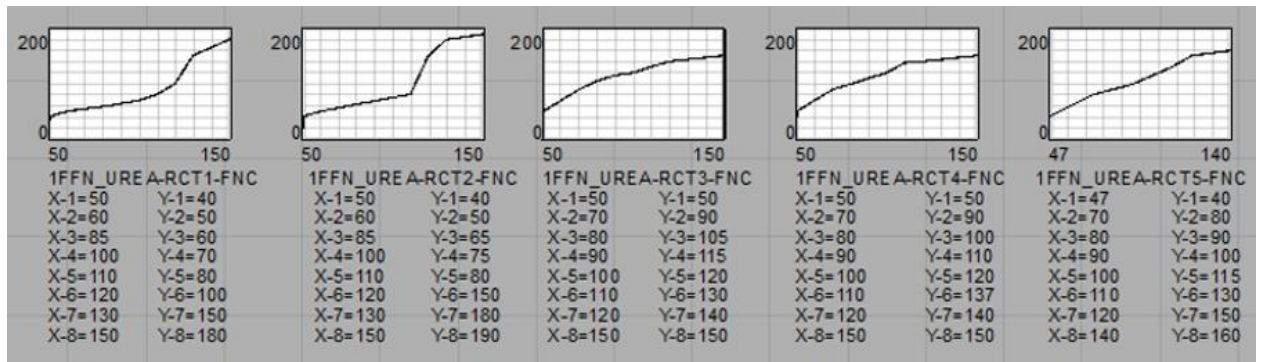 200 200 200 200 200
0 0 0 0 0
50 150 50 150 50 150 50 150 47 140
1FFN_UREA-RCT1-FNC 1FFN_UREA-RCT2-FNC 1FFN_UREA-RCT3-FNC 1FFN_UREA-RCT4-FNC 1FFN_UREA-RCT5-FNC
X-1=50 Y-1=40 X-1=50 Y-1=40 X-1=50 Y-1=50 X-1=50 Y-1=50 X-1=47 Y-1=40
X-2=60 Y-2=50 X-2=60 Y-2=50 X-2=70 Y-2=90 X-2=70 Y-2=90 X-2=70 Y-2=80
X-3=85 Y-3=60 X-3=85 Y-3=65 X-3=80 Y-3=105 X-3=80 Y-3=100 X-3=80 Y-3=90
X-4=100 Y-4=70 X-4=100 Y-4=75 X-4=90 Y-4=115 X-4=90 Y-4=110 X-4=90 Y-4=100
X-5=110 Y-5=80 X-5=110 Y-5=80 X-5=100 Y-5=120 X-5=100 Y-5=120 X-5=100 Y-5=115
X-6=120 Y-6=100 X-6=120 Y-6=150 X-6=110 Y-6=130 X-6=110 Y-6=137 X-6=110 Y-6=130
X-7=130 Y-7=150 X-7=130 Y-7=180 X-7=120 Y-7=140 X-7=120 Y-7=140 X-7=120 Y-7=150
X-8=150 Y-8=180 X-8=150 Y-8=190 X-8=150 Y-8=150 X-8=150 Y-8=150 X-8=140 Y-8=160